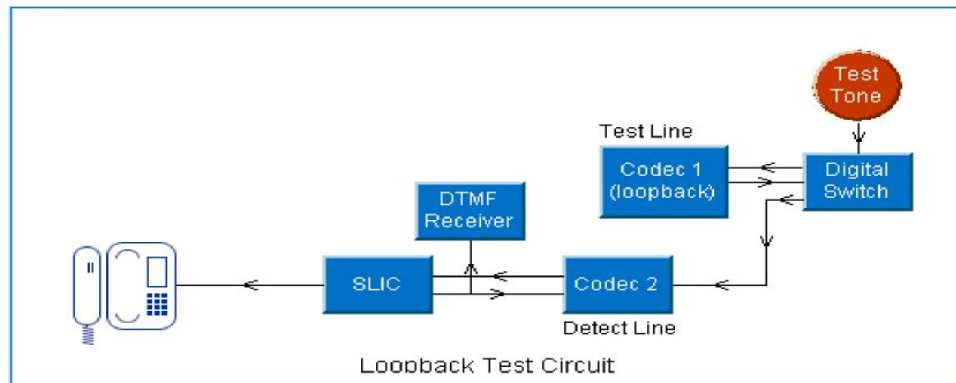 Test
Tone
Test Line
Codec 1
(loopback)
Digital
Switch
DTMF
Receiver
SLIC
Codec 2
Detect Line
Loopback Test Circuit